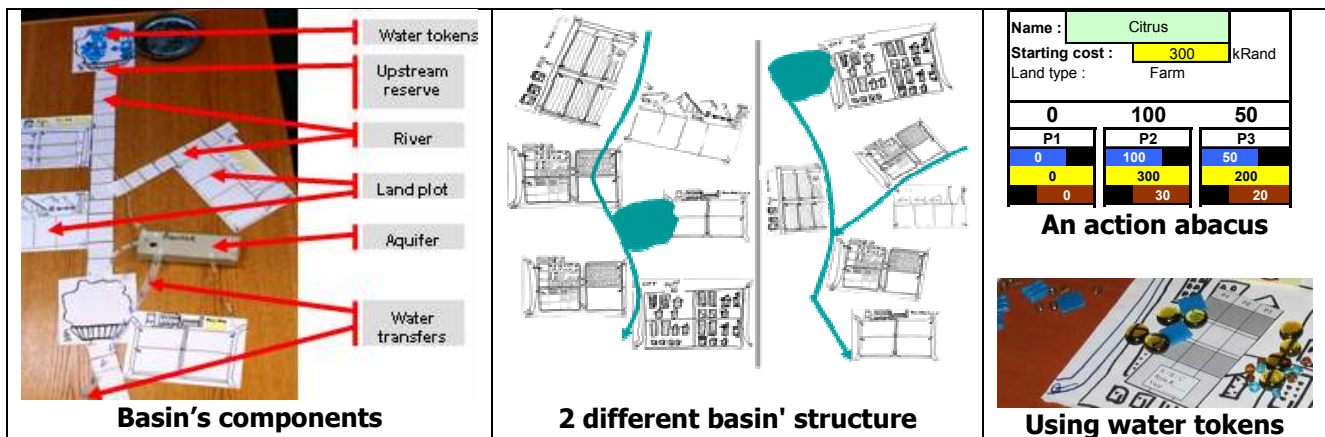 Water tokens
Upstream
reserve
River
Land plot
Aquifer
Water
transfers
Basin's components
2 different basin' structure
Name : Citrus
Starting cost : 300 kRand
Land type : Farm
0 100 50
P1 P2 P3
0 100 50
0 300 200
0 30 20
An action abacus
Using water tokens